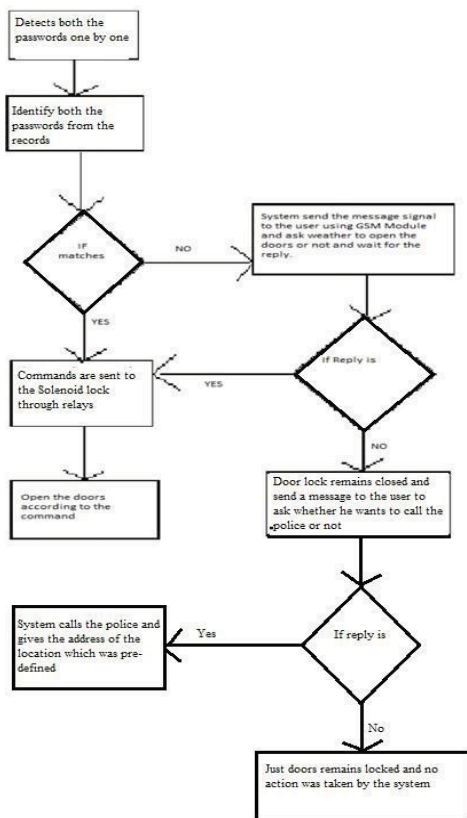 Detects both the
passwords one by one
Identify both the
passwords from the
records
IF
matches
NO
System send the message signal
to the user using GSM Module
and ask weather to open the
doors or not and wait for the
reply.
YES
If Reply is
YES
Commands are sent to
the Solenoid lock
through relays
NO
Open the doors
according to the
command
Door lock remains closed and
send a message to the user to
ask whether he wants to call the
police or not
System calls the police and
gives the address of the
location which was pre-
defined
Yes
If reply is
No
Just doors remains locked and no
action was taken by the system